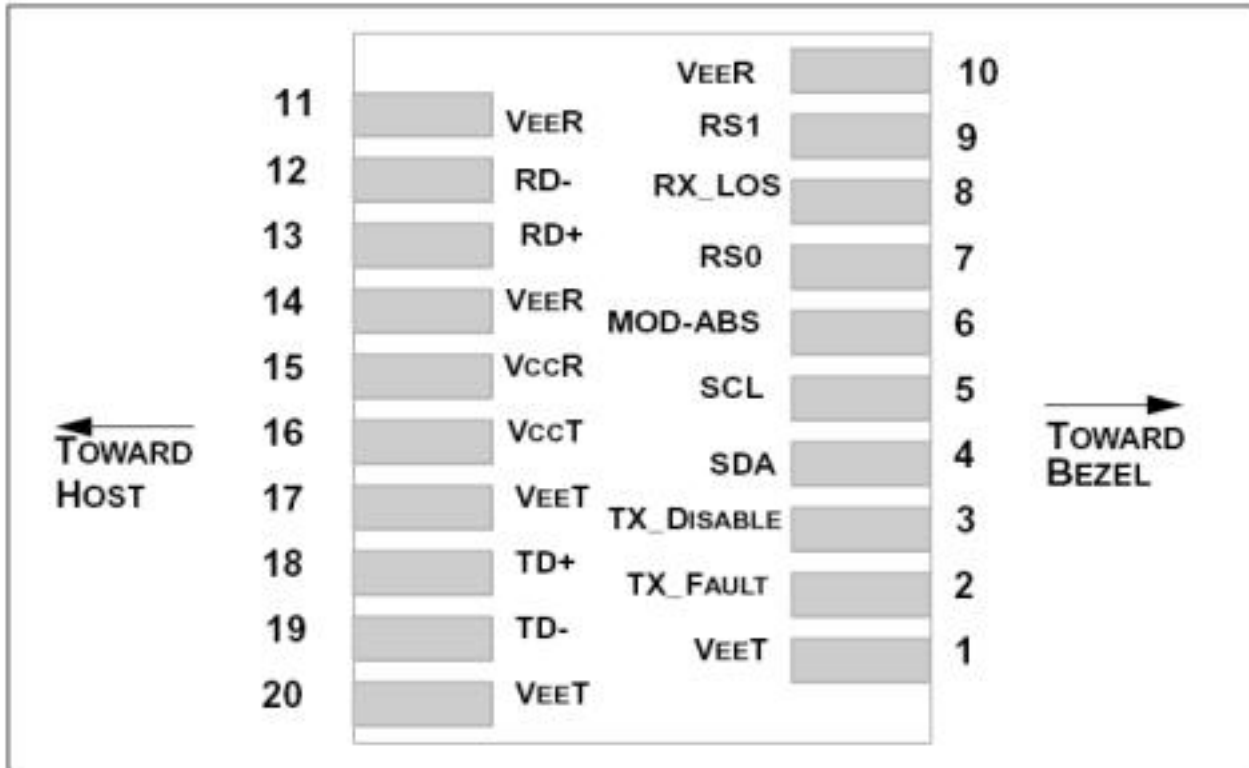 11 VEER
12 RD-
13 RD+
14 VEER
15 VCCR
16 VCCT
17 VEET
18 TD+
19 TD-
20 VEET
VEER 10
RS1 9
RX_LOS 8
RS0 7
MOD-ABS 6
SCL 5
SDA 4
TX_DISABLE 3
TX_FAULT 2
VEET 1
TOWARD
HOST
TOWARD
BEZEL